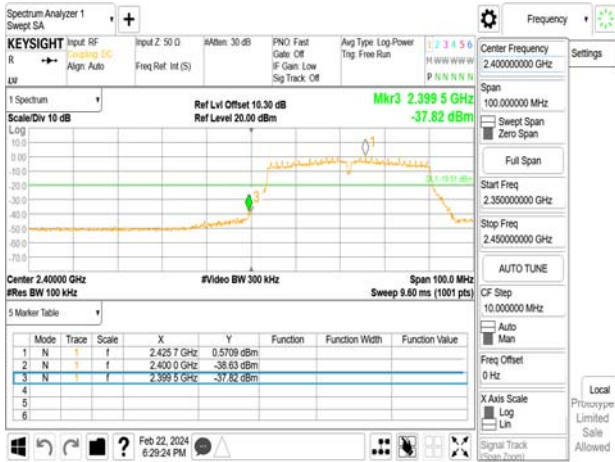 Spectrum Analyzer 1
Swept SA
+
Frequency
KEYSIGHT
Input: RF
Coupling: DC
Align: Auto
R
LXI
Input Z: 50 Ω
Freq Ref: Int (S)
#Atten: 30 dB
PNO: Fast
Gate: Off
IF Gain: Low
Sig Track: Off
Avg Type: Log-Power
Trig: Free Run
1 2 3 4 5 6
M W W W W W
P N N N N N
1 Spectrum
Scale/Div 10 dB
Ref Lvl Offset 10.30 dB
Ref Level 20.00 dBm
Mkr3 2.399 5 GHz
-37.82 dBm
Log
10.0
0.00
-10.0
-20.0
-30.0
-40.0
-50.0
-60.0
-70.0
1
3
Center 2.40000 GHz
#Res BW 100 kHz
#Video BW 300 kHz
Span 100.0 MHz
Sweep 9.60 ms (1001 pts)
5 Marker Table
Mode Trace Scale X Y Function Function Width Function Value
1 N 1 f 2.425 7 GHz 0.5709 dBm
2 N 1 f 2.400 0 GHz -38.63 dBm
3 N 1 f 2.399 5 GHz -37.82 dBm
4
5
6
Feb 22, 2024
6:29:24 PM
Center Frequency
2.400000000 GHz
Settings
Span
100.000000 MHz
Swept Span
Zero Span
Full Span
Start Freq
2.350000000 GHz
Stop Freq
2.450000000 GHz
AUTO TUNE
CF Step
10.000000 MHz
Auto
Man
Freq Offset
0 Hz
X Axis Scale
Log
Lin
Signal Track
(Span Zoom)
Local
Prototype
Limited
Sale
Allowed